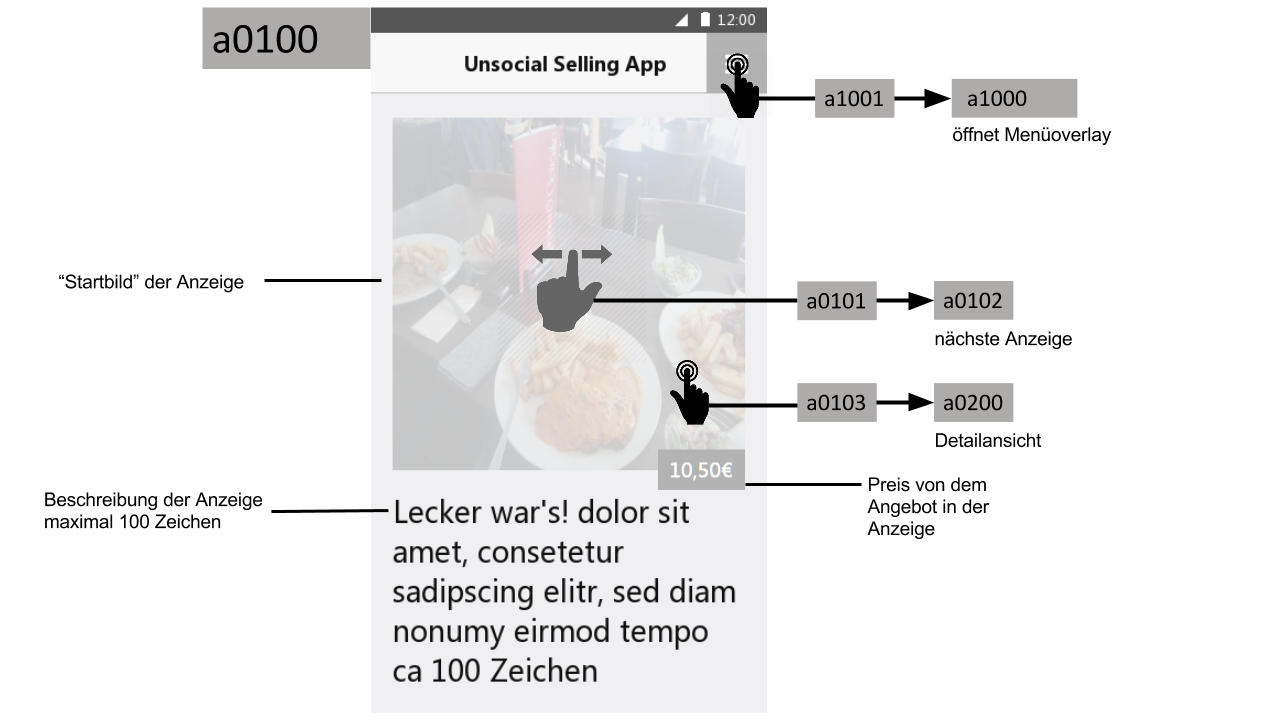 a0100
12:00
Unsocial Selling App
a1001
a1000
öffnet Menüoverlay
“Startbild” der Anzeige
a0101
a0102
nächste Anzeige
a0103
a0200
Detailansicht
10,50€
Preis von dem
Angebot in der
Anzeige
Beschreibung der Anzeige
maximal 100 Zeichen
Lecker war's! dolor sit
amet, consetetur
sadipscing elitr, sed diam
nonumy eirmod tempo
ca 100 Zeichen